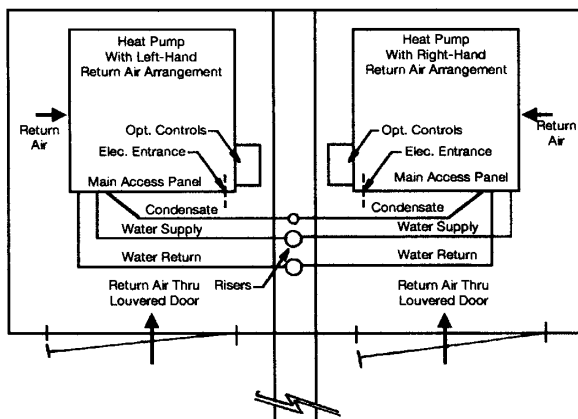 Heat Pump
With Left-Hand
Return Air Arrangement
Heat Pump
With Right-Hand
Return Air Arrangement
Return
Air
Opt. Controls
Opt. Controls
Return
Air
Elec. Entrance
Elec. Entrance
Main Access Panel
Main Access Panel
Condensate
Condensate
Water Supply
Water Supply
Water Return
Water Return
Risers
Return Air Thru
Louvered Door
Return Air Thru
Louvered Door